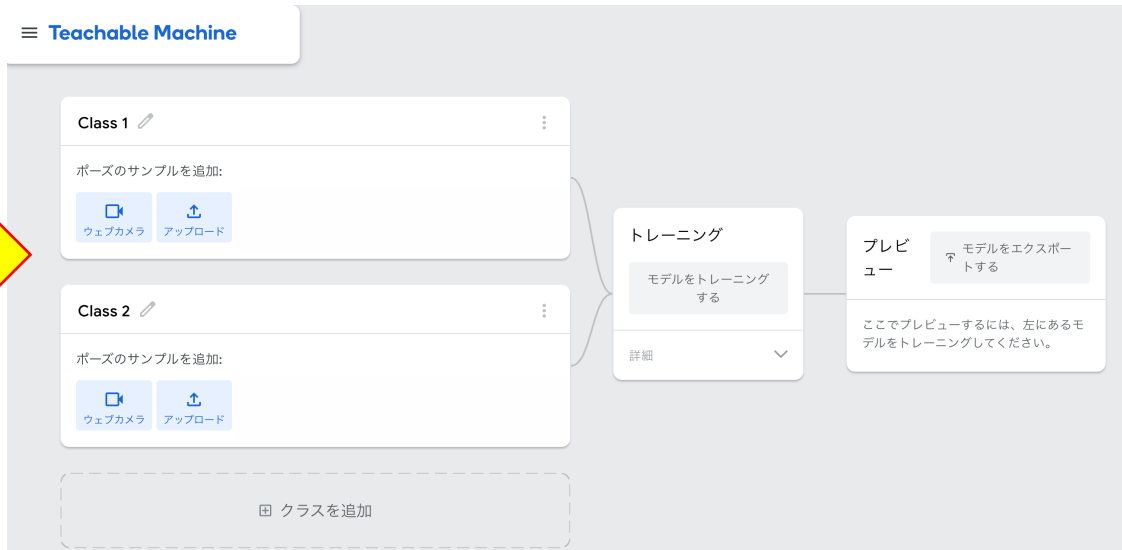 Teachable Machine
Class 1
ポーズのサンプルを追加:
ウェブカメラ
アップロード
Class 2
ポーズのサンプルを追加:
ウェブカメラ
アップロード
クラスを追加
トレーニング
モデルをトレーニング
する
詳細
プレビ
ュー
モデルをエクスポー
トする
ここでプレビューするには、左にあるモ
デルをトレーニングしてください。